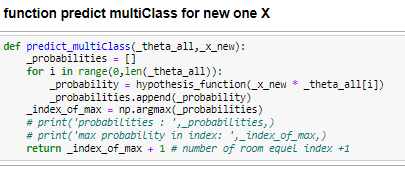 function predict multiClass for new one X
def predict_multiClass(_theta_all,_x_new):
    _probabilities = []
    for i in range(0,len(_theta_all)):
        _probability = hypothesis_function(_x_new * _theta_all[i])
        _probabilities.append(_probability)
    _index_of_max = np.argmax(_probabilities)
    # print('probabilities : ',_probabilities,)
    # print('max probability in index: ',_index_of_max,)
    return _index_of_max + 1 # number of room equel index +1